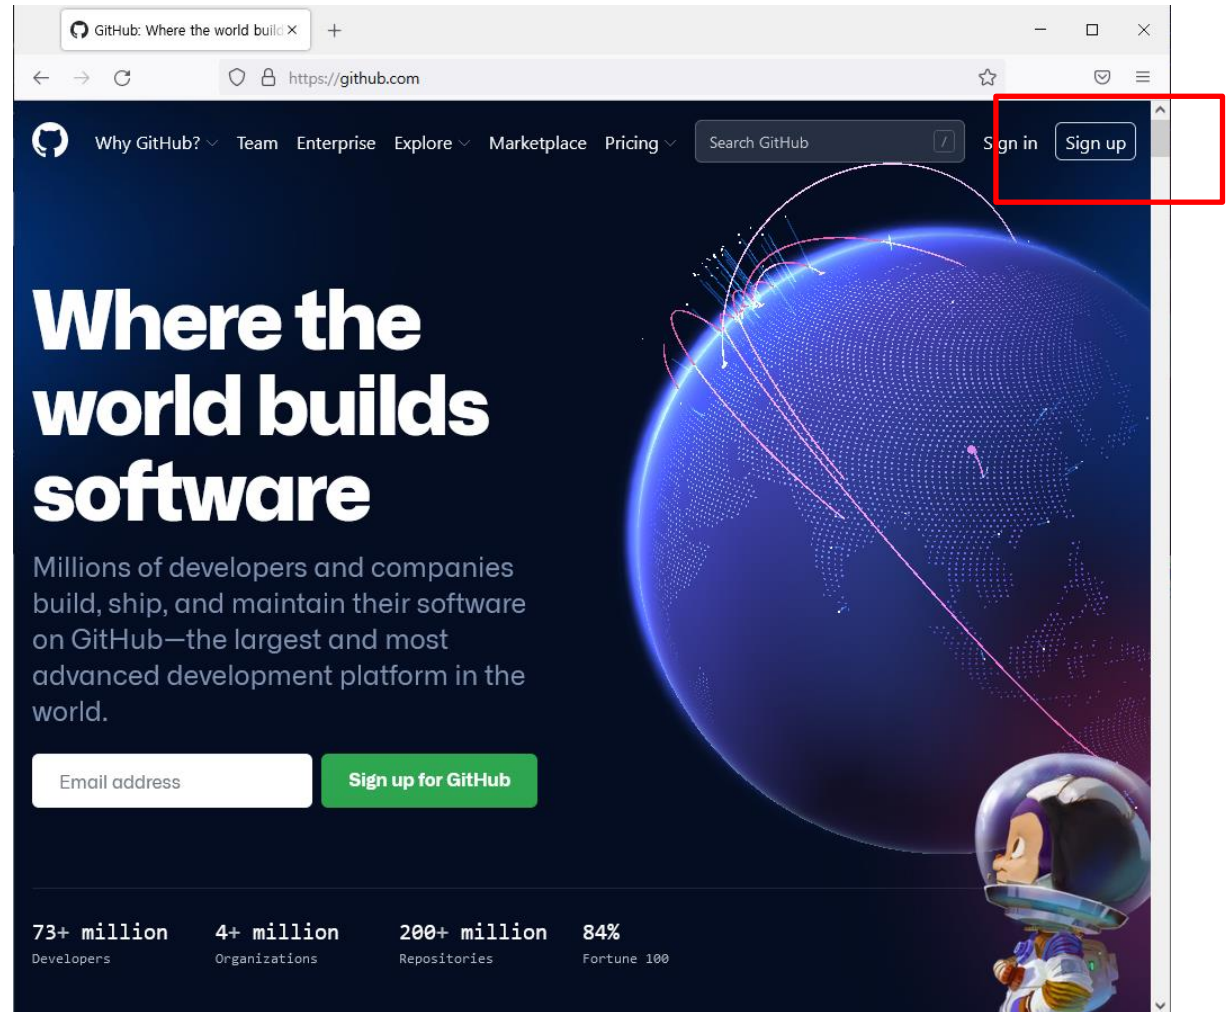 GitHub: Where the world build
https://github.com
Why GitHub? Team Enterprise Explore Marketplace Pricing Search GitHub / Sign in Sign up
Where the
world builds
software
Millions of developers and companies
build, ship, and maintain their software
on GitHub—the largest and most
advanced development platform in the
world.
Email address Sign up for GitHub
73+ million 4+ million 200+ million 84%
Developers Organizations Repositories Fortune 100